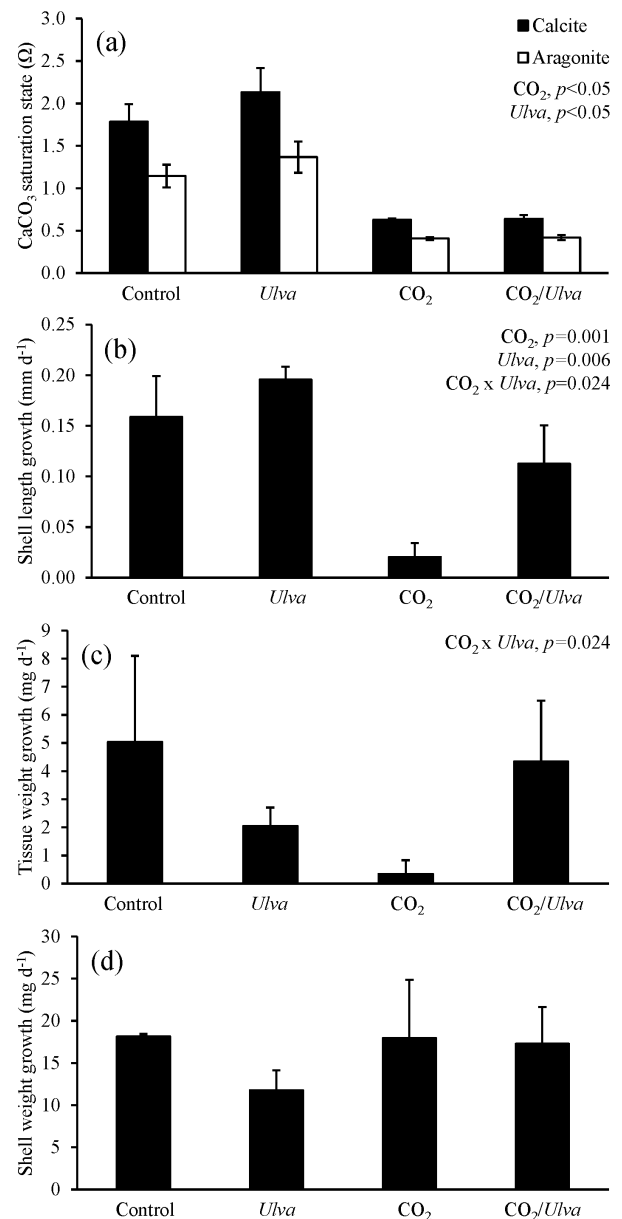 (a)
Calcite
Aragonite
CO₂, p<0.05
Ulva, p<0.05
CaCO₃ saturation state (Ω)
3.0
2.5
2.0
1.5
1.0
0.5
0.0
Control Ulva CO₂ CO₂/Ulva
(b)
CO₂, p=0.001
Ulva, p=0.006
CO₂ x Ulva, p=0.024
Shell length growth (mm d⁻¹)
0.25
0.20
0.15
0.10
0.05
0.00
Control Ulva CO₂ CO₂/Ulva
(c)
CO₂ x Ulva, p=0.024
Tissue weight growth (mg d⁻¹)
9
8
7
6
5
4
3
2
1
0
Control Ulva CO₂ CO₂/Ulva
(d)
Shell weight growth (mg d⁻¹)
30
25
20
15
10
5
0
Control Ulva CO₂ CO₂/Ulva